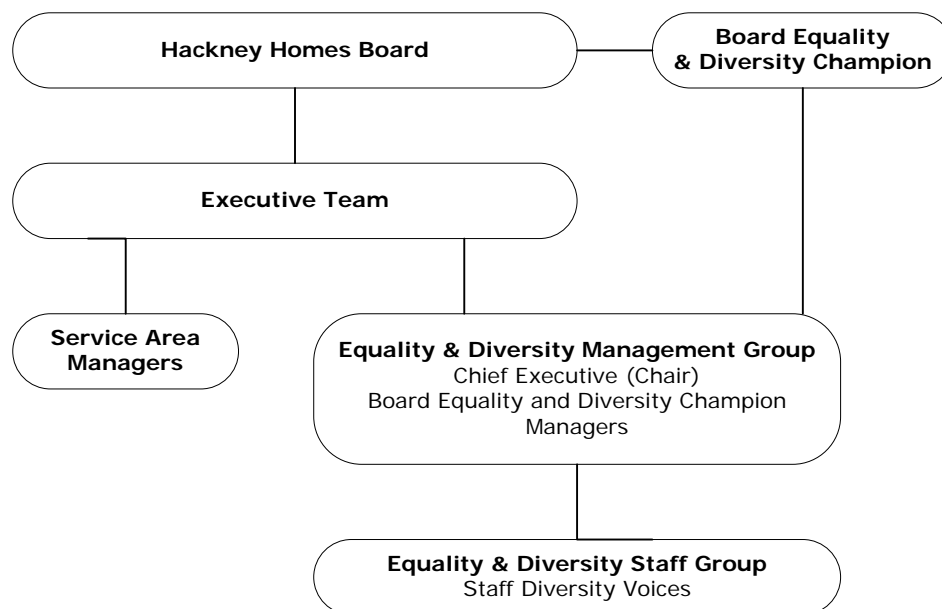 Hackney Homes Board
Board Equality
& Diversity Champion
Executive Team
Service Area
Managers
Equality & Diversity Management Group
Chief Executive (Chair)
Board Equality and Diversity Champion
Managers
Equality & Diversity Staff Group
Staff Diversity Voices